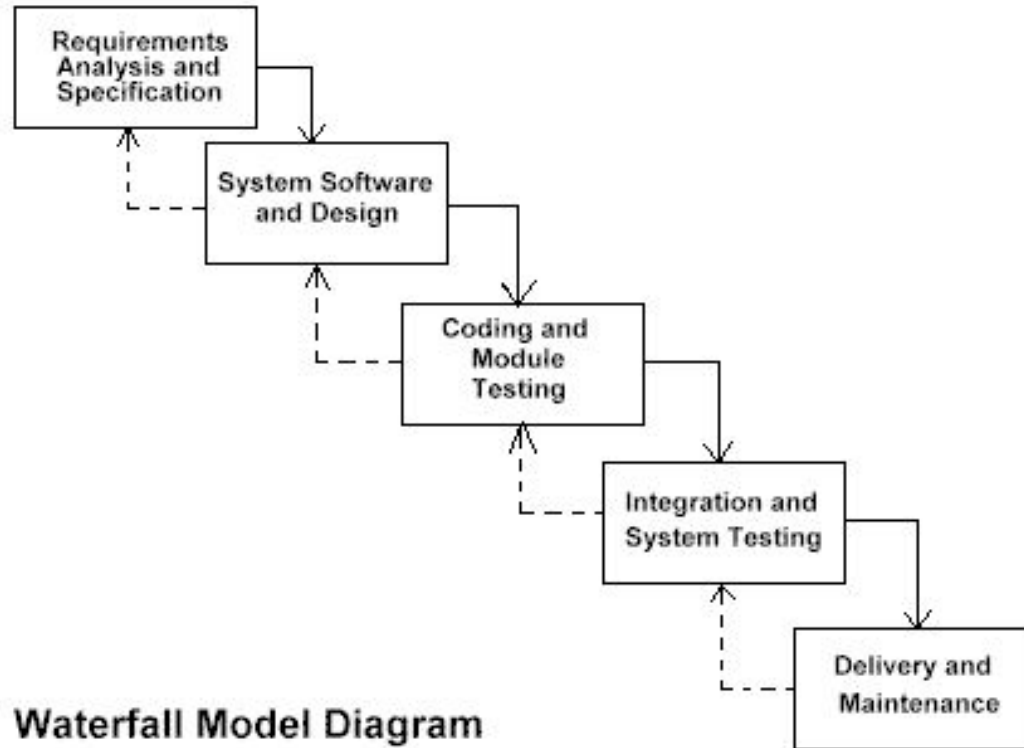 Requirements
Analysis and
Specification
System Software
and Design
Coding and
Module
Testing
Integration and
System Testing
Delivery and
Maintenance
Waterfall Model Diagram